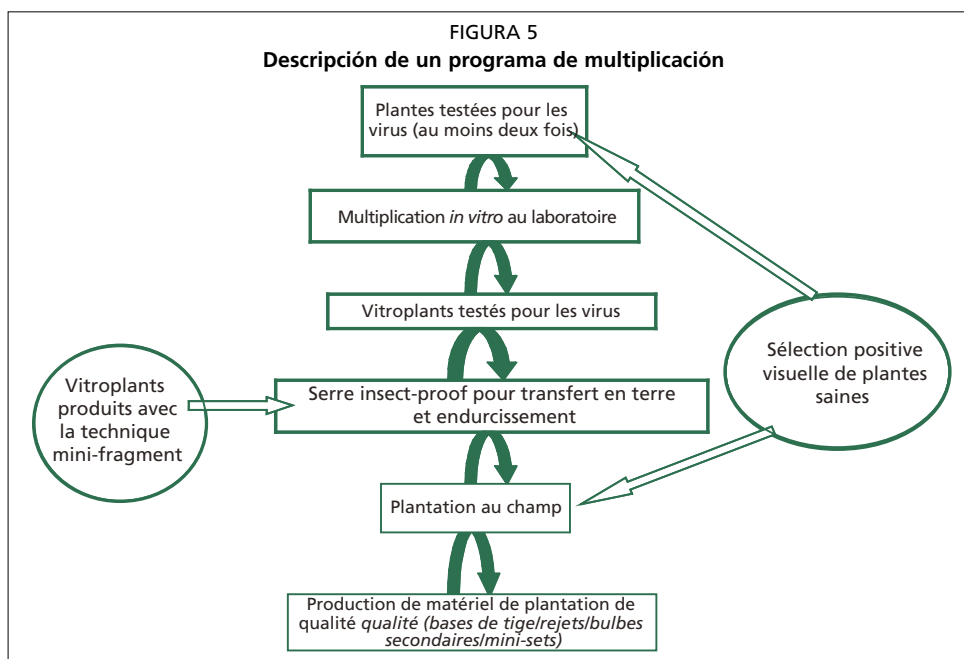 FIGURA 5
Descripción de un programa de multiplicación
Plantes testées pour les
virus (au moins deux fois)
Multiplication in vitro au laboratoire
Vitroplants testés pour les virus
Sélection positive
visuelle de plantes
saines
Vitroplants
produits avec
la technique
mini-fragment
Serre insect-proof pour transfert en terre
et endurcissement
Plantation au champ
Production de matériel de plantation de
qualité qualité (bases de tige/rejets/bulbes
secondaires/mini-sets)